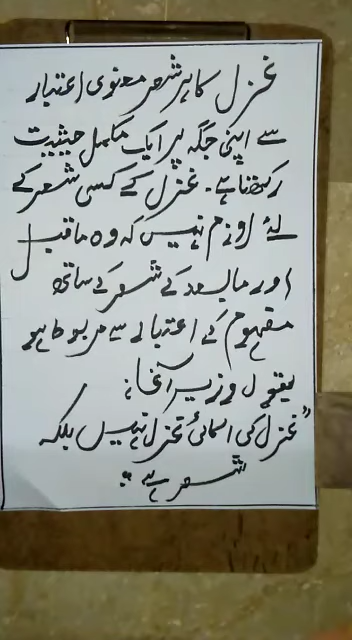 غزل کا ہر شعر معنوی اعتبار
سے اپنی جگہ پر ایک مکمل حیثیت
رکھتا ہے۔ غزل کے کسی شعر کے
لئے لازم نہیں کہ وہ ماقبل
اور مابعد کے شعر کے ساتھ
مفہوم کے اعتبار سے مربوط ہو
بقول وزیر آغا:
"غزل کی اکائی غزل نہیں بلکہ
شعر ہے"